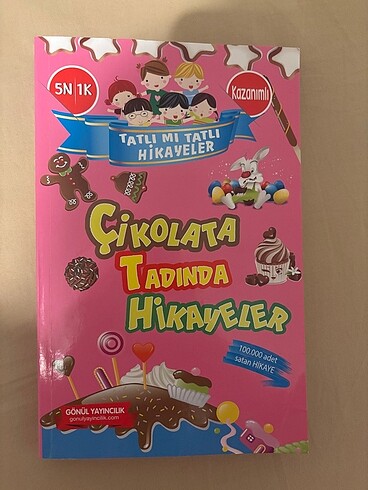 5N 1K
Kazanımlı
TATLI MI TATLI
HİKAYELER
ÇİKOLATA
TADINDA
HİKAYELER
100.000 adet
satan HİKAYE
GÖNÜL YAYINCILIK
gonulyayincilik.com